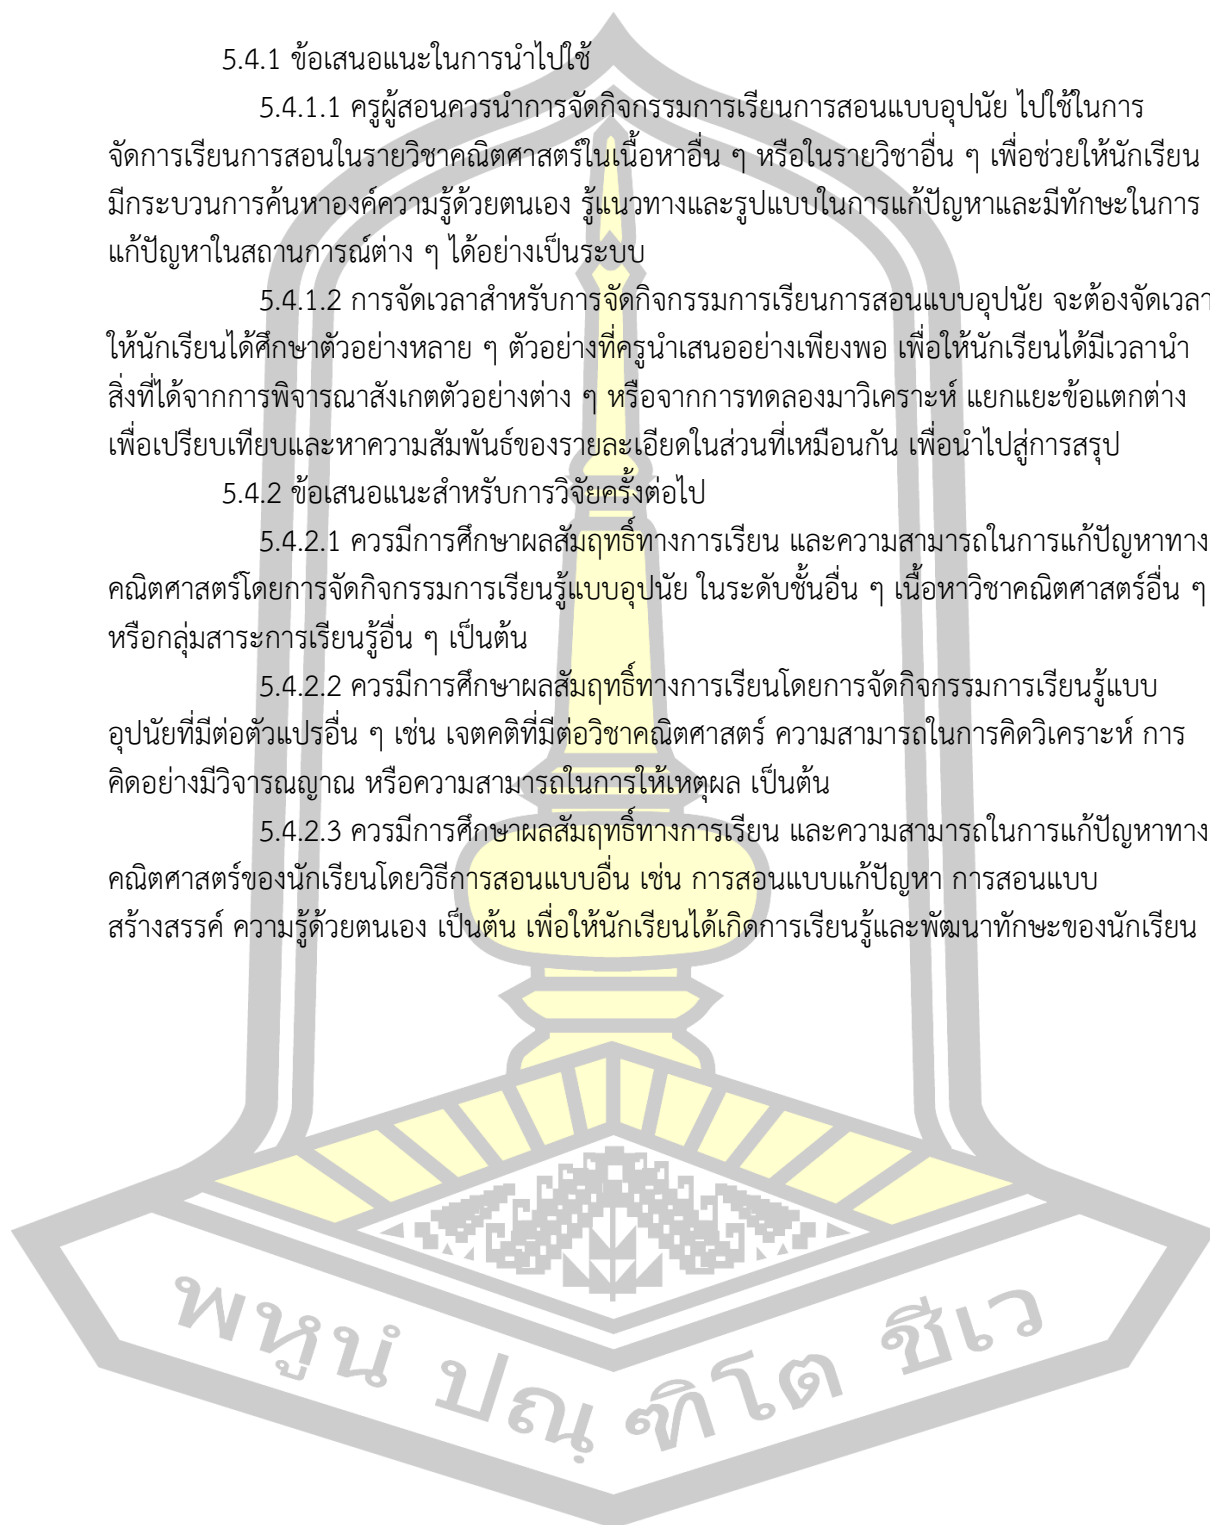 5.4.1 ข้อเสนอแนะในการนำไปใช้
5.4.1.1 ครูผู้สอนควรนำการจัดกิจกรรมการเรียนการสอนแบบอุปนัย ไปใช้ในการ
จัดการเรียนการสอนในรายวิชาคณิตศาสตร์ในเนื้อหาอื่น ๆ หรือในรายวิชาอื่น ๆ เพื่อช่วยให้นักเรียน
มีกระบวนการค้นหาองค์ความรู้ด้วยตนเอง รู้แนวทางและรูปแบบในการแก้ปัญหาและมีทักษะในการ
แก้ปัญหาในสถานการณ์ต่าง ๆ ได้อย่างเป็นระบบ
5.4.1.2 การจัดเวลาสำหรับการจัดกิจกรรมการเรียนการสอนแบบอุปนัย จะต้องจัดเวลา
ให้นักเรียนได้ศึกษาตัวอย่างหลาย ๆ ตัวอย่างที่ครูนำเสนออย่างเพียงพอ เพื่อให้นักเรียนได้มีเวลานำ
สิ่งที่ได้จากการพิจารณาสังเกตตัวอย่างต่าง ๆ หรือจากการทดลองมาวิเคราะห์ แยกแยะข้อแตกต่าง
เพื่อเปรียบเทียบและหาความสัมพันธ์ของรายละเอียดในส่วนที่เหมือนกัน เพื่อนำไปสู่การสรุป
5.4.2 ข้อเสนอแนะสำหรับการวิจัยครั้งต่อไป
5.4.2.1 ควรมีการศึกษาผลสัมฤทธิ์ทางการเรียน และความสามารถในการแก้ปัญหาทาง
คณิตศาสตร์โดยการจัดกิจกรรมการเรียนรู้แบบอุปนัย ในระดับชั้นอื่น ๆ เนื้อหาวิชาคณิตศาสตร์อื่น ๆ
หรือกลุ่มสาระการเรียนรู้อื่น ๆ เป็นต้น
5.4.2.2 ควรมีการศึกษาผลสัมฤทธิ์ทางการเรียนโดยการจัดกิจกรรมการเรียนรู้แบบ
อุปนัยที่มีต่อตัวแปรอื่น ๆ เช่น เจตคติที่มีต่อวิชาคณิตศาสตร์ ความสามารถในการคิดวิเคราะห์ การ
คิดอย่างมีวิจารณญาณ หรือความสามารถในการให้เหตุผล เป็นต้น
5.4.2.3 ควรมีการศึกษาผลสัมฤทธิ์ทางการเรียน และความสามารถในการแก้ปัญหาทาง
คณิตศาสตร์ของนักเรียนโดยวิธีการสอนแบบอื่น เช่น การสอนแบบแก้ปัญหา การสอนแบบ
สร้างสรรค์ ความรู้ด้วยตนเอง เป็นต้น เพื่อให้นักเรียนได้เกิดการเรียนรู้และพัฒนาทักษะของนักเรียน
พหูนํ ปณฺ ฑิโต ชีเว